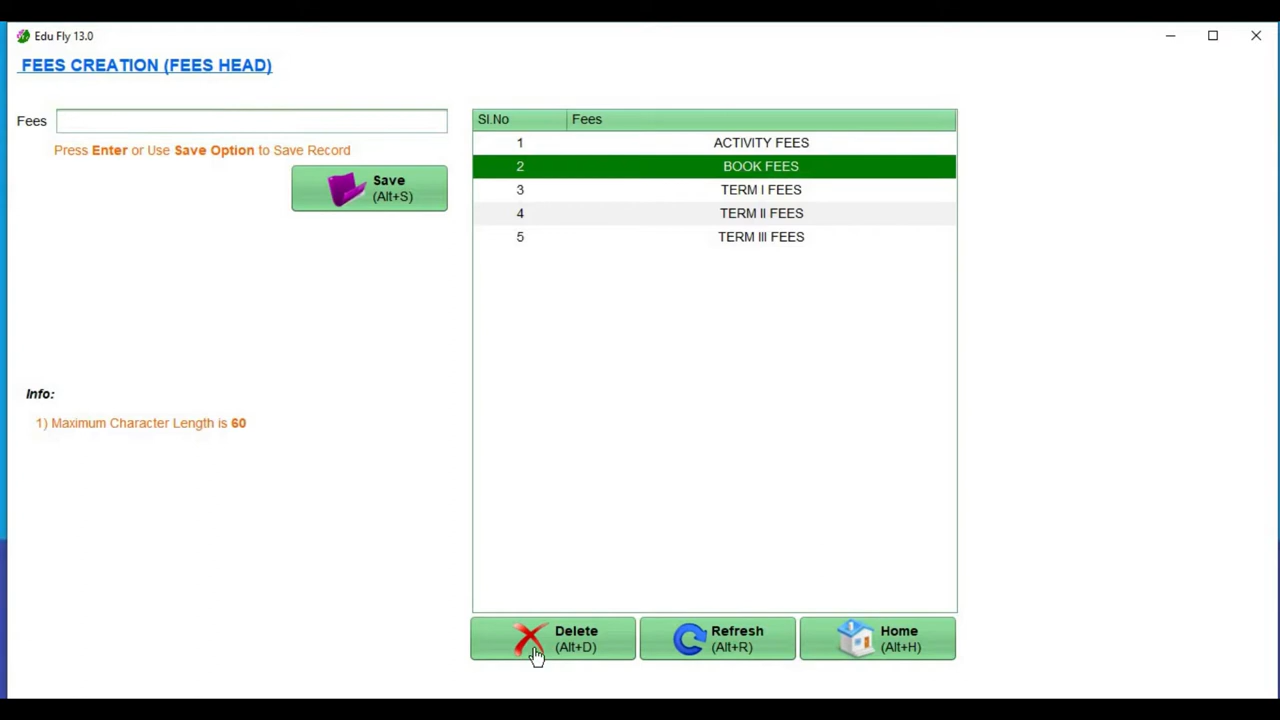 Edu Fly 13.0
FEES CREATION (FEES HEAD)
Fees
Press Enter or Use Save Option to Save Record
Save
(Alt+S)
Info:
1) Maximum Character Length is 60
Sl.No Fees
1 ACTIVITY FEES
2 BOOK FEES
3 TERM I FEES
4 TERM II FEES
5 TERM III FEES
Delete
(Alt+D)
Refresh
(Alt+R)
Home
(Alt+H)